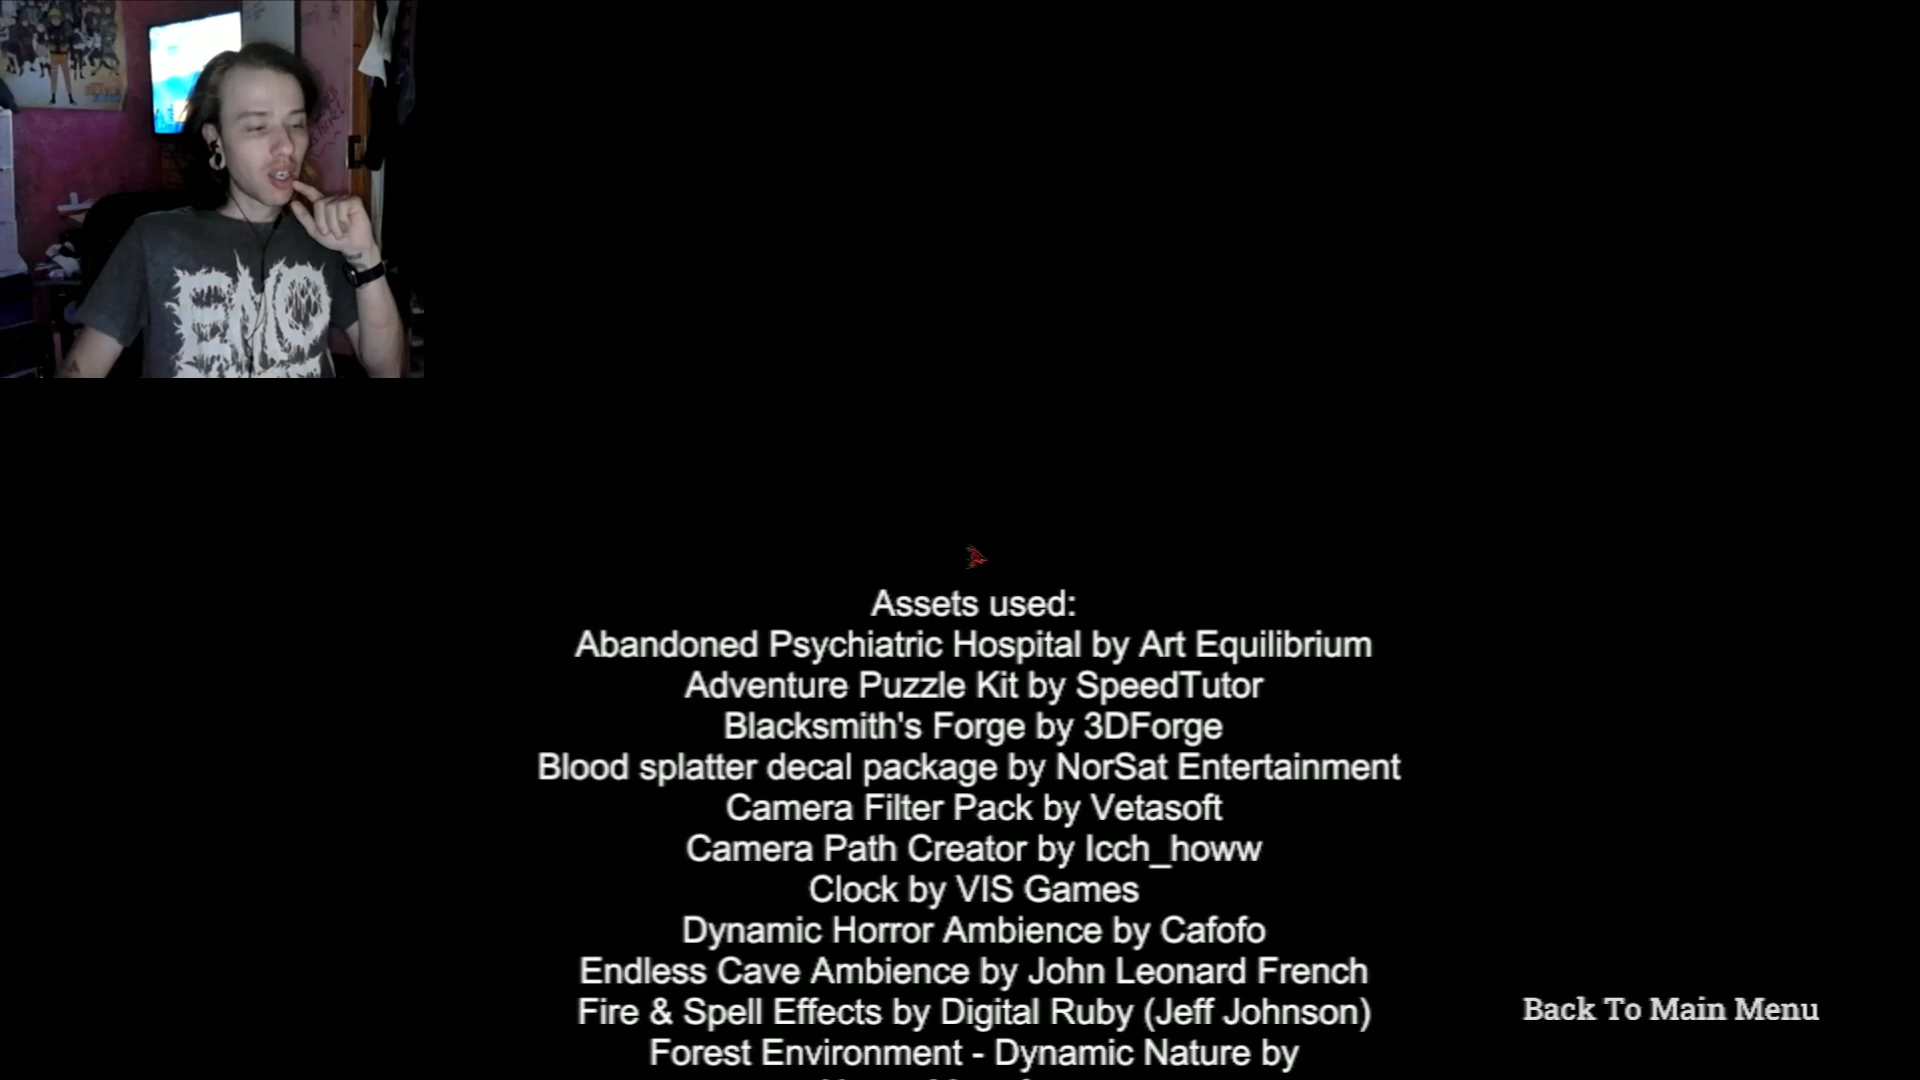 EMO
Assets used:
Abandoned Psychiatric Hospital by Art Equilibrium
Adventure Puzzle Kit by SpeedTutor
Blacksmith's Forge by 3DForge
Blood splatter decal package by NorSat Entertainment
Camera Filter Pack by Vetasoft
Camera Path Creator by Icch_howw
Clock by VIS Games
Dynamic Horror Ambience by Cafofo
Endless Cave Ambience by John Leonard French
Fire & Spell Effects by Digital Ruby (Jeff Johnson)
Forest Environment - Dynamic Nature by
Back To Main Menu